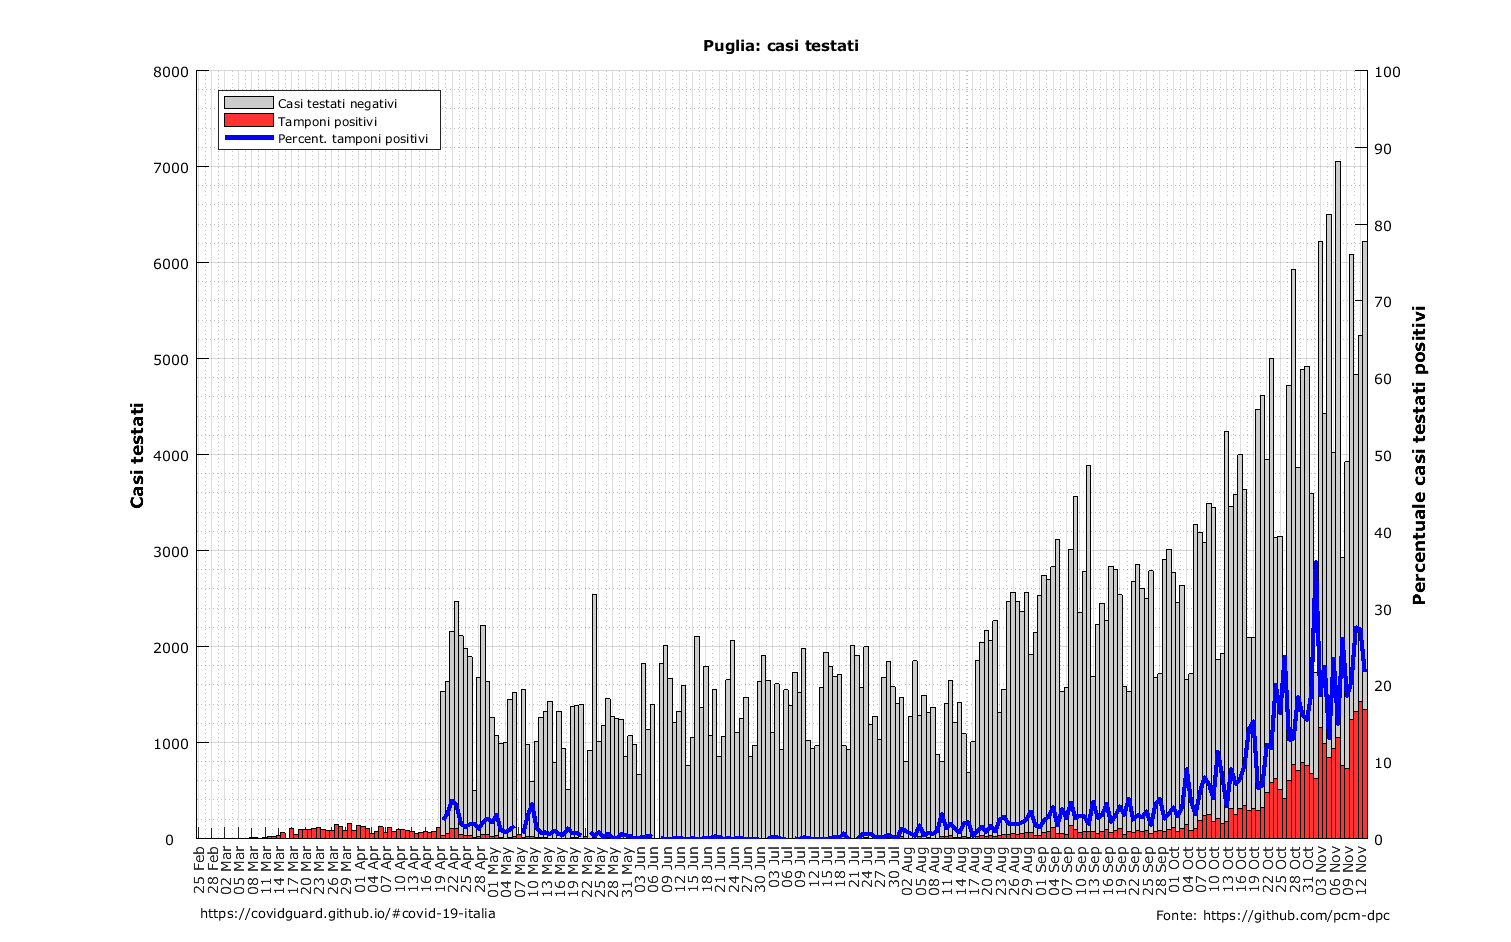 Puglia: casi testati
Casi testati negativi
Tamponi positivi
Percent. tamponi positivi
8000
7000
6000
5000
4000
3000
2000
1000
0
Casi testati
100
90
80
70
60
50
40
30
20
10
0
Percentuale casi testati positivi
25 Feb
28 Feb
02 Mar
05 Mar
08 Mar
11 Mar
14 Mar
17 Mar
20 Mar
23 Mar
26 Mar
29 Mar
01 Apr
04 Apr
07 Apr
10 Apr
13 Apr
16 Apr
19 Apr
22 Apr
25 Apr
28 Apr
01 May
04 May
07 May
10 May
13 May
16 May
19 May
22 May
25 May
28 May
31 May
03 Jun
06 Jun
09 Jun
12 Jun
15 Jun
18 Jun
21 Jun
24 Jun
27 Jun
30 Jun
03 Jul
06 Jul
09 Jul
12 Jul
15 Jul
18 Jul
21 Jul
24 Jul
27 Jul
30 Jul
02 Aug
05 Aug
08 Aug
11 Aug
14 Aug
17 Aug
20 Aug
23 Aug
26 Aug
29 Aug
01 Sep
04 Sep
07 Sep
10 Sep
13 Sep
16 Sep
19 Sep
22 Sep
25 Sep
28 Sep
01 Oct
04 Oct
07 Oct
10 Oct
13 Oct
16 Oct
19 Oct
22 Oct
25 Oct
28 Oct
31 Oct
03 Nov
06 Nov
09 Nov
12 Nov
https://covidguard.github.io/#covid-19-italia
Fonte: https://github.com/pcm-dpc